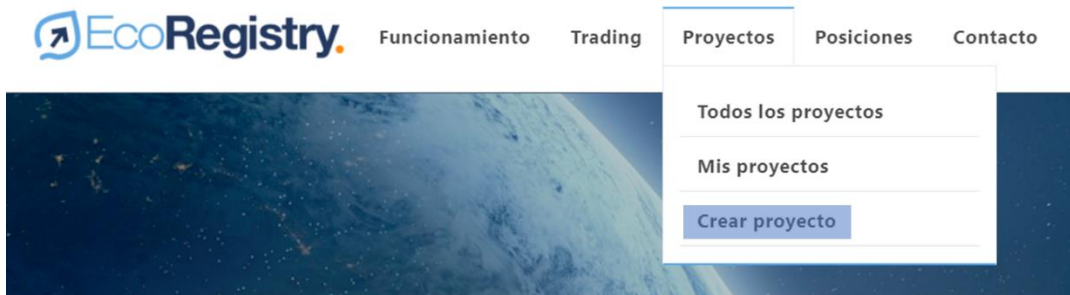 EcoRegistry. Funcionamiento Trading Proyectos Posiciones Contacto
Todos los proyectos
Mis proyectos
Crear proyecto